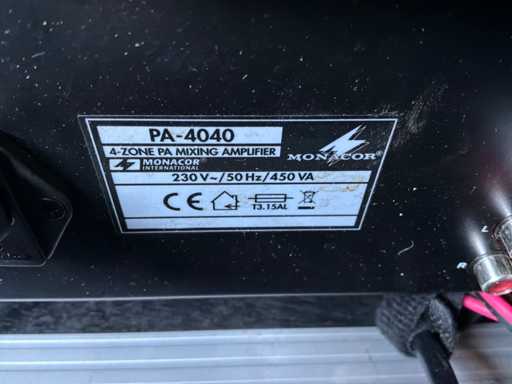 PA-4040
4-ZONE PA MIXING AMPLIFIER
MONACOR
INTERNATIONAL
MONACOR®
230 V~/50 Hz/450 VA
CE
T3.15AL
L
R